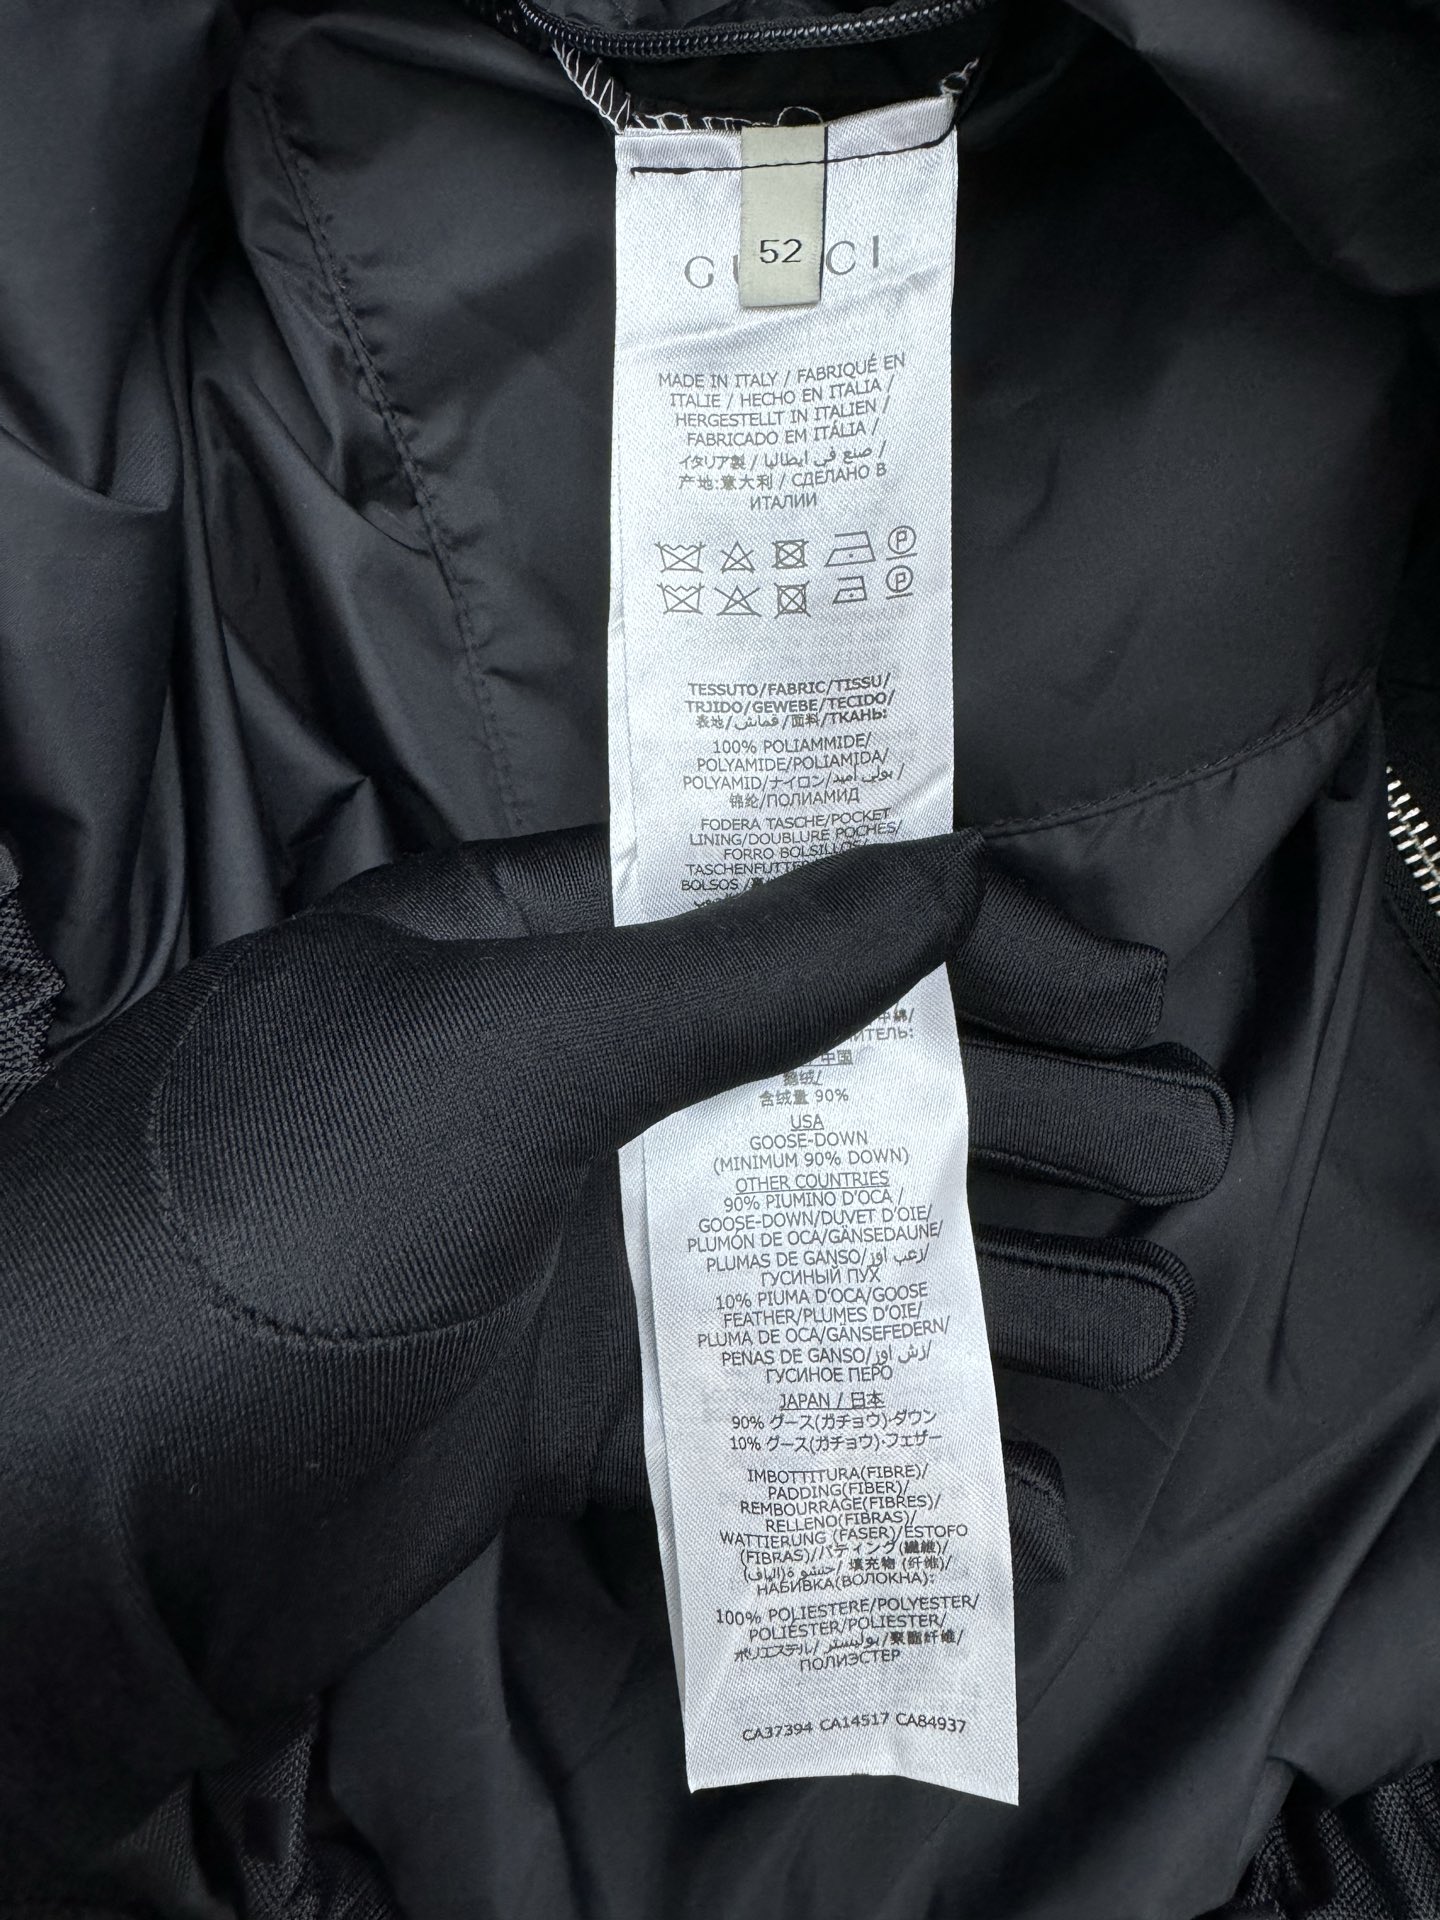 52
MADE IN ITALY / FABRIQUÉ EN
ITALIE / HECHO EN ITALIA /
HERGESTELLT IN ITALIEN /
FABRICADO EM ITÁLIA /
イタリア製 / صنع في ايطاليا /
产地:意大利 / СДЕЛАНО В
ИТАЛИИ
P
P
TESSUTO/FABRIC/TISSU/
TRJIDO/GEWEBE/TECIDO/
表地/قماش/面料/ТКАНЬ:
100% POLIAMMIDE/
POLYAMIDE/POLIAMIDA/
POLYAMID/ナイロン/بولي أميد/
锦纶/ПОЛИАМИД
FODERA TASCHE/POCKET
LINING/DOUBLURE POCHES/
FORRO
BOLSOS
中国
含绒量 90%
USA
GOOSE-DOWN
(MINIMUM 90% DOWN)
OTHER COUNTRIES
90% PIUMINO D'OCA /
GOOSE-DOWN/DUVET D'OIE/
PLUMÓN DE OCA/GÄNSEDAUNE/
PLUMAS DE GANSO/زغب اوز/
ГУСИНЫЙ ПУХ
10% PIUMA D'OCA/GOOSE
FEATHER/PLUMES D'OIE/
PLUMA DE OCA/GÄNSEFEDERN/
PENAS DE GANSO/زش اوز/
ГУСИНОЕ ПЕРО
JAPAN / 日本
90% グース(ガチョウ)・ダウン
10% グース(ガチョウ)・フェザー
IMBOTTITURA(FIBRE)/
PADDING(FIBER)/
REMBOURRAGE(FIBRES)/
RELLENO(FIBRAS)/
WATTIERUNG (FASER)/ESTOFO
(FIBRAS)/パティング(繊維)/
填充物 (纤维)/
НАБИВКА(ВОЛОКНА):
100% POLIESTERE/POLYESTER/
POLIÉSTER/POLIESTER/
ポリエステル/بوليستر/聚酯纤维/
ПОЛИЭСТЕР
CA37394 CA14517 CA84937